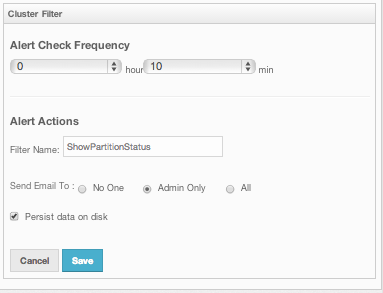 Cluster Filter
Alert Check Frequency
0 hour 10 min
Alert Actions
Filter Name: ShowPartitionStatus
Send Email To : No One Admin Only All
Persist data on disk
Cancel Save